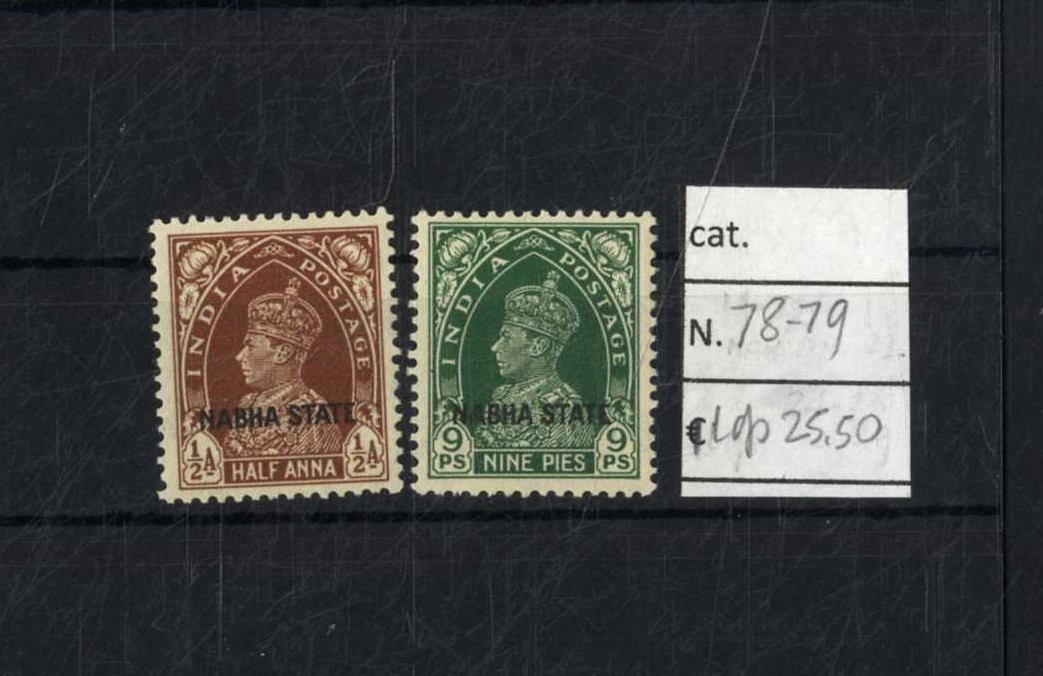 INDIA POSTAGE
NABHA STATE
½A HALF ANNA ½A
INDIA POSTAGE
NABHA STATE
9 PS NINE PIES 9 PS
cat.
N. 78-79
€ 25.50